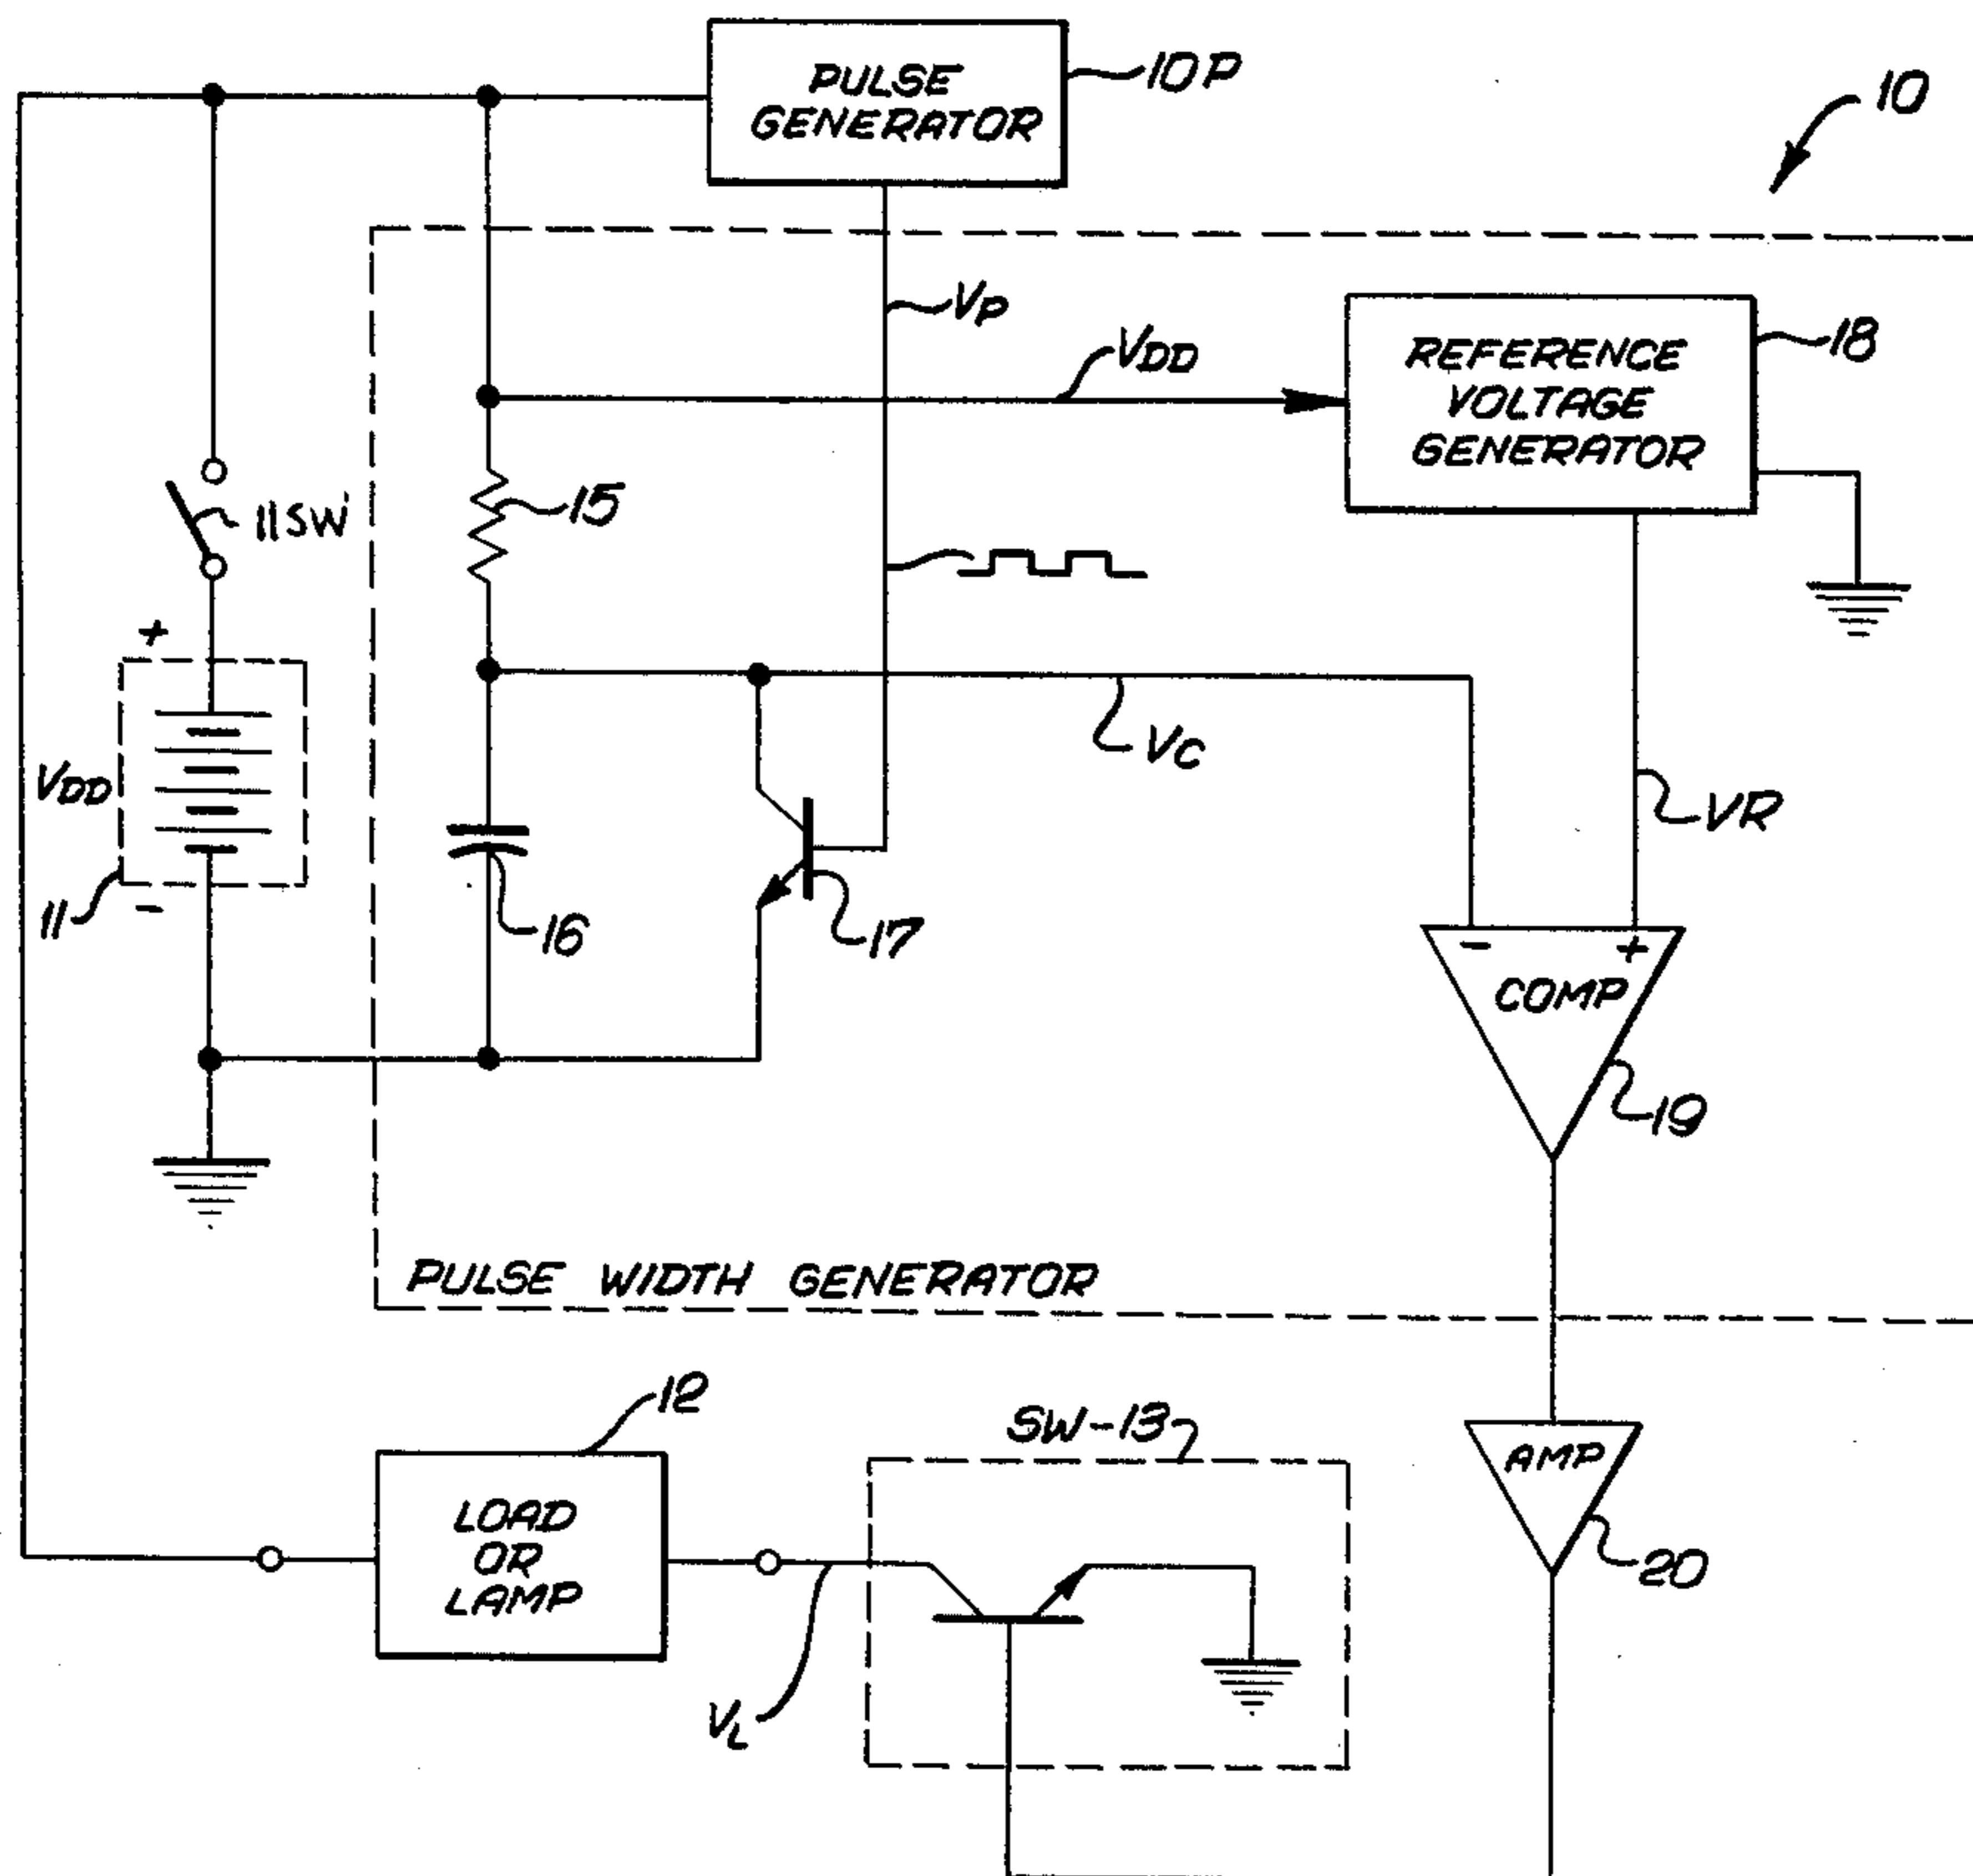 PULSE
GENERATOR
10P
10
VP
VDD
REFERENCE
VOLTAGE
GENERATOR
18
15
11SW
+
VDD
VC
VR
11
-
16
17
- +
COMP
19
PULSE WIDTH GENERATOR
12
SW-13
AMP
LOAD
OR
LAMP
20
VL